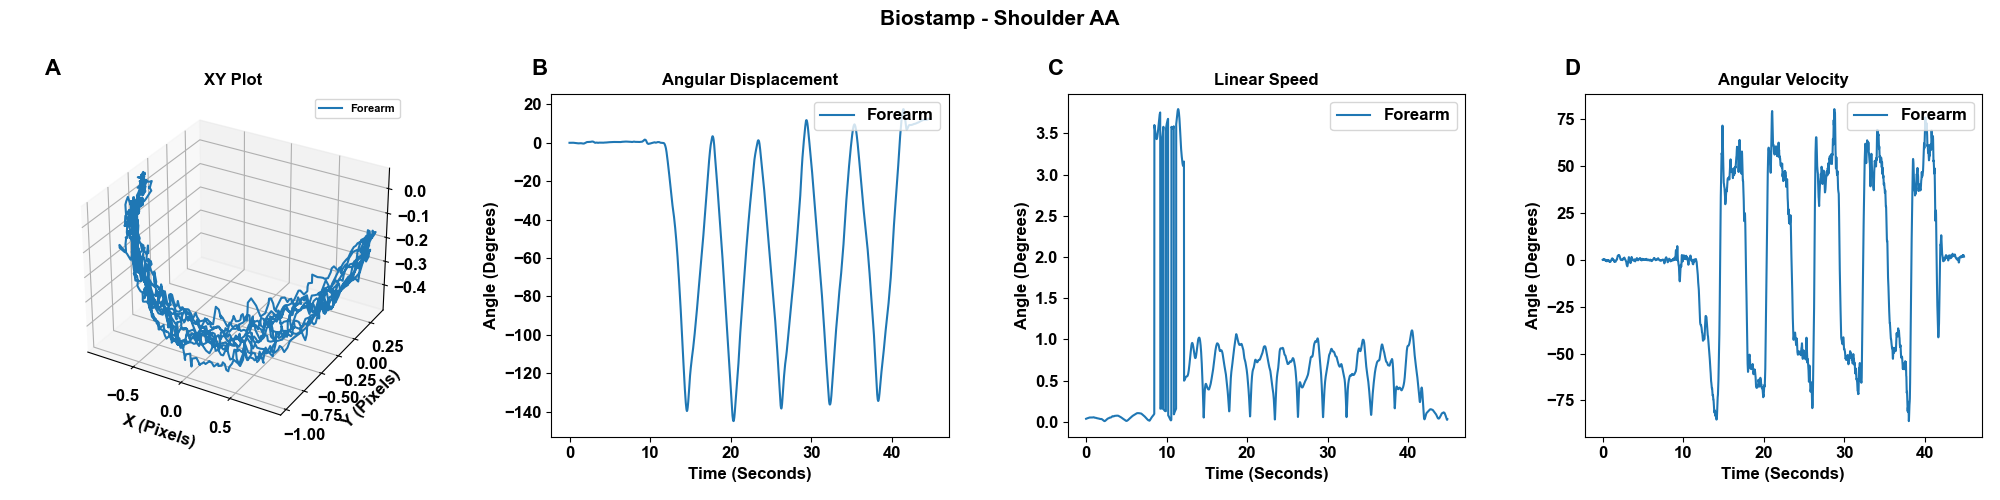 Biostamp - Shoulder AA
A
XY Plot
Forearm
0.0
−0.1
−0.2
−0.3
−0.4
0.25
0.00
−0.25
−0.50
−0.75
−1.00
Y (Pixels)
−0.5
0.0
0.5
X (Pixels)
B
Angular Displacement
Forearm
Angle (Degrees)
20
0
−20
−40
−60
−80
−100
−120
−140
0 10 20 30 40
Time (Seconds)
C
Linear Speed
Forearm
Angle (Degrees)
3.5
3.0
2.5
2.0
1.5
1.0
0.5
0.0
0 10 20 30 40
Time (Seconds)
D
Angular Velocity
Forearm
Angle (Degrees)
75
50
25
0
−25
−50
−75
0 10 20 30 40
Time (Seconds)